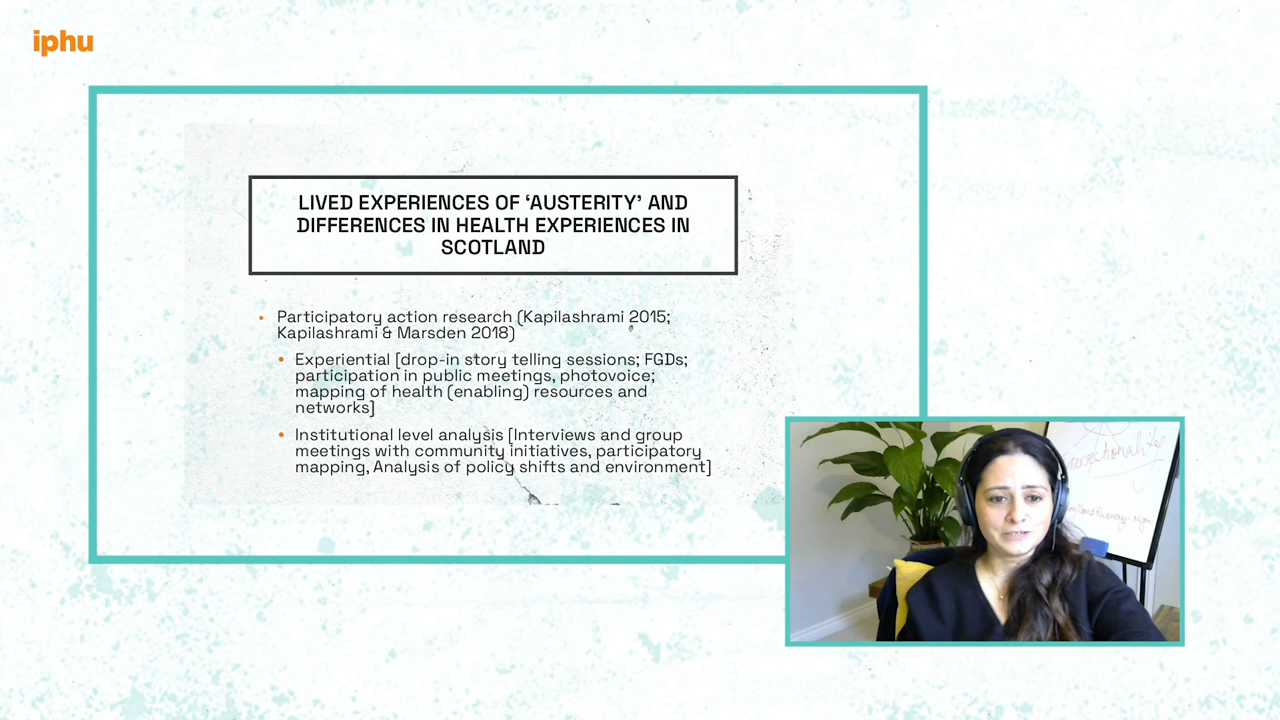 iphu
LIVED EXPERIENCES OF ‘AUSTERITY’ AND
DIFFERENCES IN HEALTH EXPERIENCES IN
SCOTLAND
• Participatory action research (Kapilashrami 2015;
Kapilashrami & Marsden 2018)
• Experiential [drop-in story telling sessions; FGDs;
participation in public meetings, photovoice;
mapping of health (enabling) resources and
networks]
• Institutional level analysis [Interviews and group
meetings with community initiatives, participatory
mapping, Analysis of policy shifts and environment]